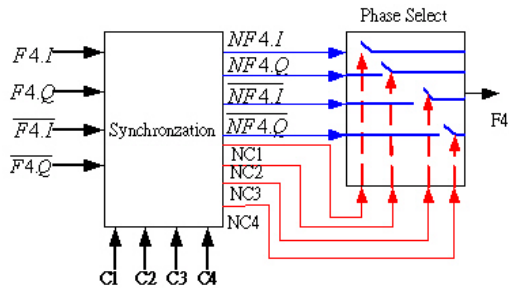 Phase Select
F4.I
NF4.I
F4.Q
NF4.Q
F4.I
NF4.I
F4
Synchronzation
F4.Q
NF4.Q
NC1
NC2
NC3
NC4
C1 C2 C3 C4